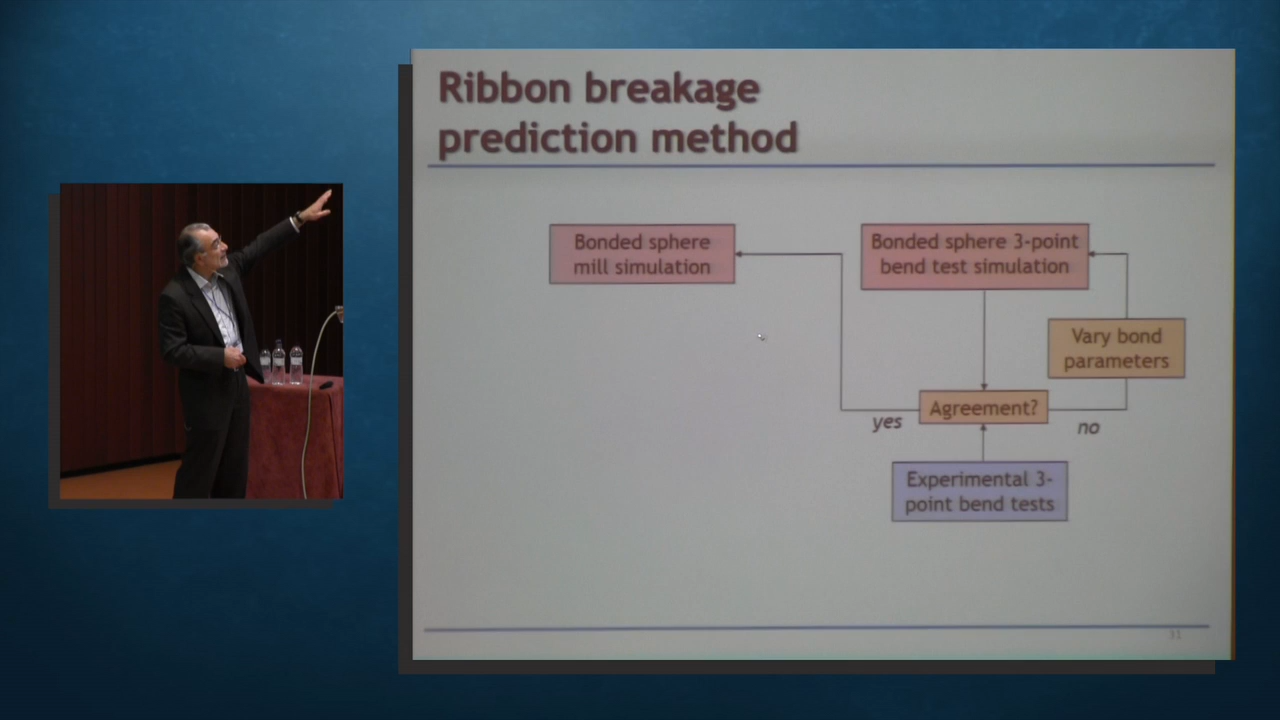 Ribbon breakage
prediction method
Bonded sphere
mill simulation
Bonded sphere 3-point
bend test simulation
Vary bond
parameters
Agreement?
yes
no
Experimental 3-
point bend tests